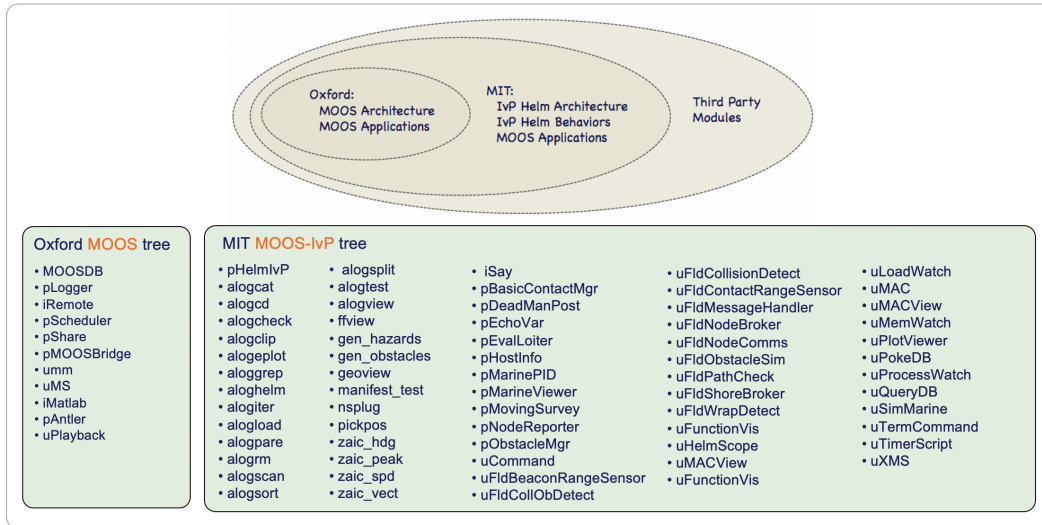 Oxford:
MOOS Architecture
MOOS Applications
MIT:
IvP Helm Architecture
IvP Helm Behaviors
MOOS Applications
Third Party
Modules
Oxford MOOS tree
• MOOSDB
• pLogger
• iRemote
• pScheduler
• pShare
• pMOOSBridge
• umm
• uMS
• iMatlab
• pAntler
• uPlayback
MIT MOOS-IvP tree
• pHelmIvP
• alogcat
• alogcd
• alogcheck
• alogclip
• alogeplot
• aloggrep
• aloghelm
• alogiter
• alogload
• alogpare
• alogrm
• alogscan
• alogsort
• alogsplit
• alogtest
• alogview
• ffview
• gen_hazards
• gen_obstacles
• geoview
• manifest_test
• nsplug
• pickpos
• zaic_hdg
• zaic_peak
• zaic_spd
• zaic_vect
• iSay
• pBasicContactMgr
• pDeadManPost
• pEchoVar
• pEvalLoiter
• pHostInfo
• pMarinePID
• pMarineViewer
• pMovingSurvey
• pNodeReporter
• pObstacleMgr
• uCommand
• uFldBeaconRangeSensor
• uFldCollObDetect
• uFldCollisionDetect
• uFldContactRangeSensor
• uFldMessageHandler
• uFldNodeBroker
• uFldNodeComms
• uFldObstacleSim
• uFldPathCheck
• uFldShoreBroker
• uFldWrapDetect
• uFunctionVis
• uHelmScope
• uMACView
• uFunctionVis
• uLoadWatch
• uMAC
• uMACView
• uMemWatch
• uPlotViewer
• uPokeDB
• uProcessWatch
• uQueryDB
• uSimMarine
• uTermCommand
• uTimerScript
• uXMS